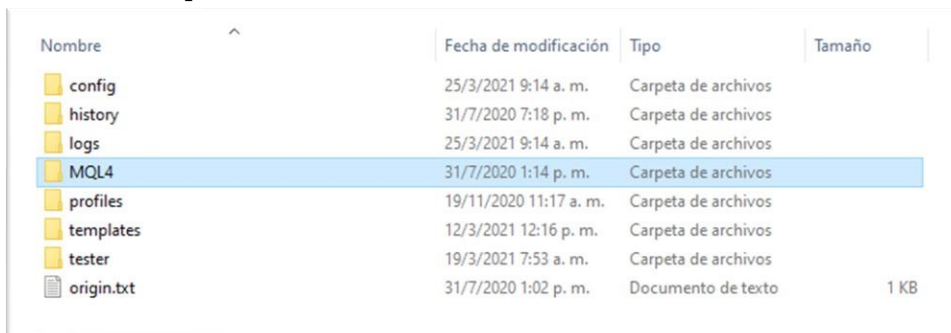 Nombre Fecha de modificación Tipo Tamaño
config 25/3/2021 9:14 a. m. Carpeta de archivos
history 31/7/2020 7:18 p. m. Carpeta de archivos
logs 25/3/2021 9:14 a. m. Carpeta de archivos
MQL4 31/7/2020 1:14 p. m. Carpeta de archivos
profiles 19/11/2020 11:17 a. m. Carpeta de archivos
templates 12/3/2021 12:16 p. m. Carpeta de archivos
tester 19/3/2021 7:53 a. m. Carpeta de archivos
origin.txt 31/7/2020 1:02 p. m. Documento de texto 1 KB